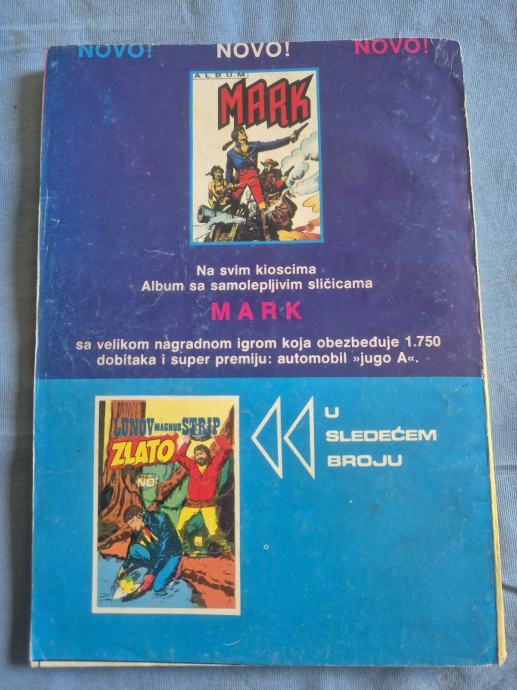 NOVO! NOVO! NOVO!
ALBUM
MARK
Na svim kioscima
Album sa samolepljivim sličicama
MARK
sa velikom nagradnom igrom koja obezbeđuje 1.750
dobitaka i super premiju: automobil »jugo A«.
LUNOV MAGNUS STRIP
ZLATO
U
SLEDEĆEM
BROJU